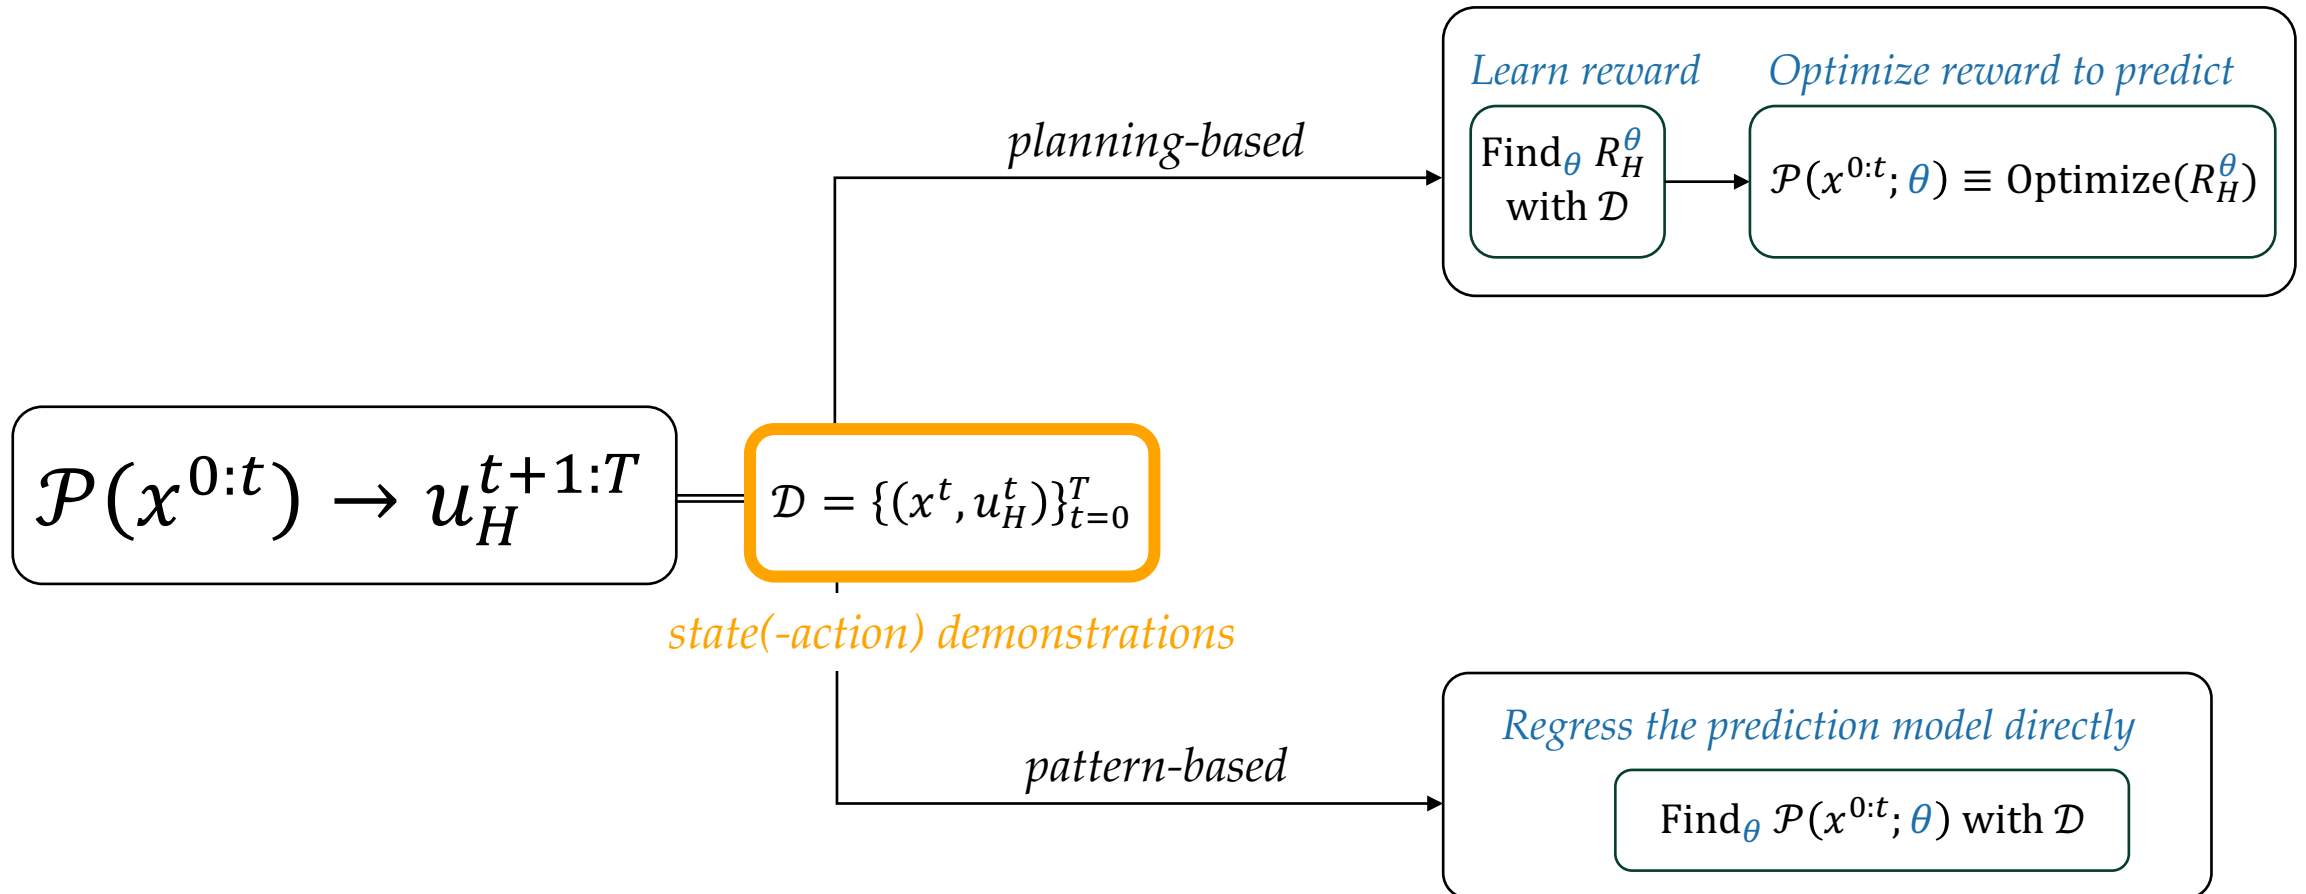 Learn reward
Optimize reward to predict
planning-based
Find_θ R_H^θ
with 𝒟
𝒫(x^{0:t}; θ) ≡ Optimize(R_H^θ)
𝒫(x^{0:t}) → u_H^{t+1:T}
𝒟 = {(x^t, u_H^t)}_{t=0}^T
state(-action) demonstrations
Regress the prediction model directly
pattern-based
Find_θ 𝒫(x^{0:t}; θ) with 𝒟